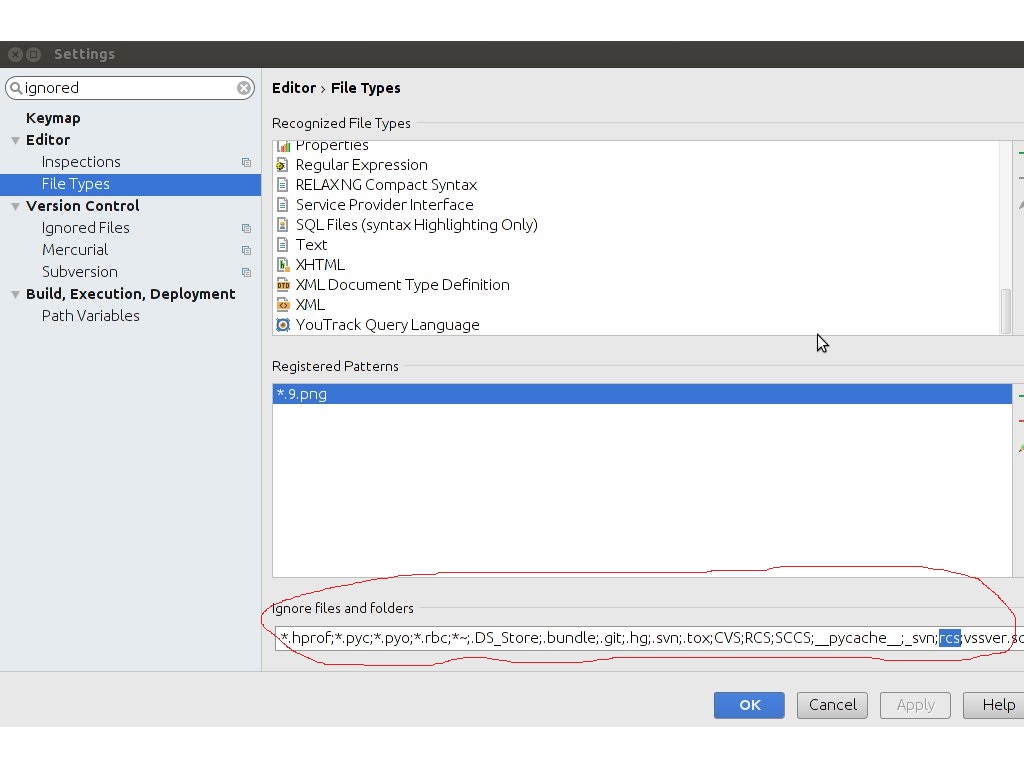 Settings
ignored
Keymap
Editor
Inspections
File Types
Version Control
Ignored Files
Mercurial
Subversion
Build, Execution, Deployment
Path Variables
Editor › File Types
Recognized File Types
Properties
Regular Expression
RELAX NG Compact Syntax
Service Provider Interface
SQL Files (syntax Highlighting Only)
Text
XHTML
XML Document Type Definition
XML
YouTrack Query Language
Registered Patterns
*.9.png
Ignore files and folders
*.hprof;*.pyc;*.pyo;*.rbc;*~;.DS_Store;.bundle;.git;.hg;.svn;.tox;CVS;RCS;SCCS;__pycache__;_svn;rcs;vssver.sc
OK Cancel Apply Help